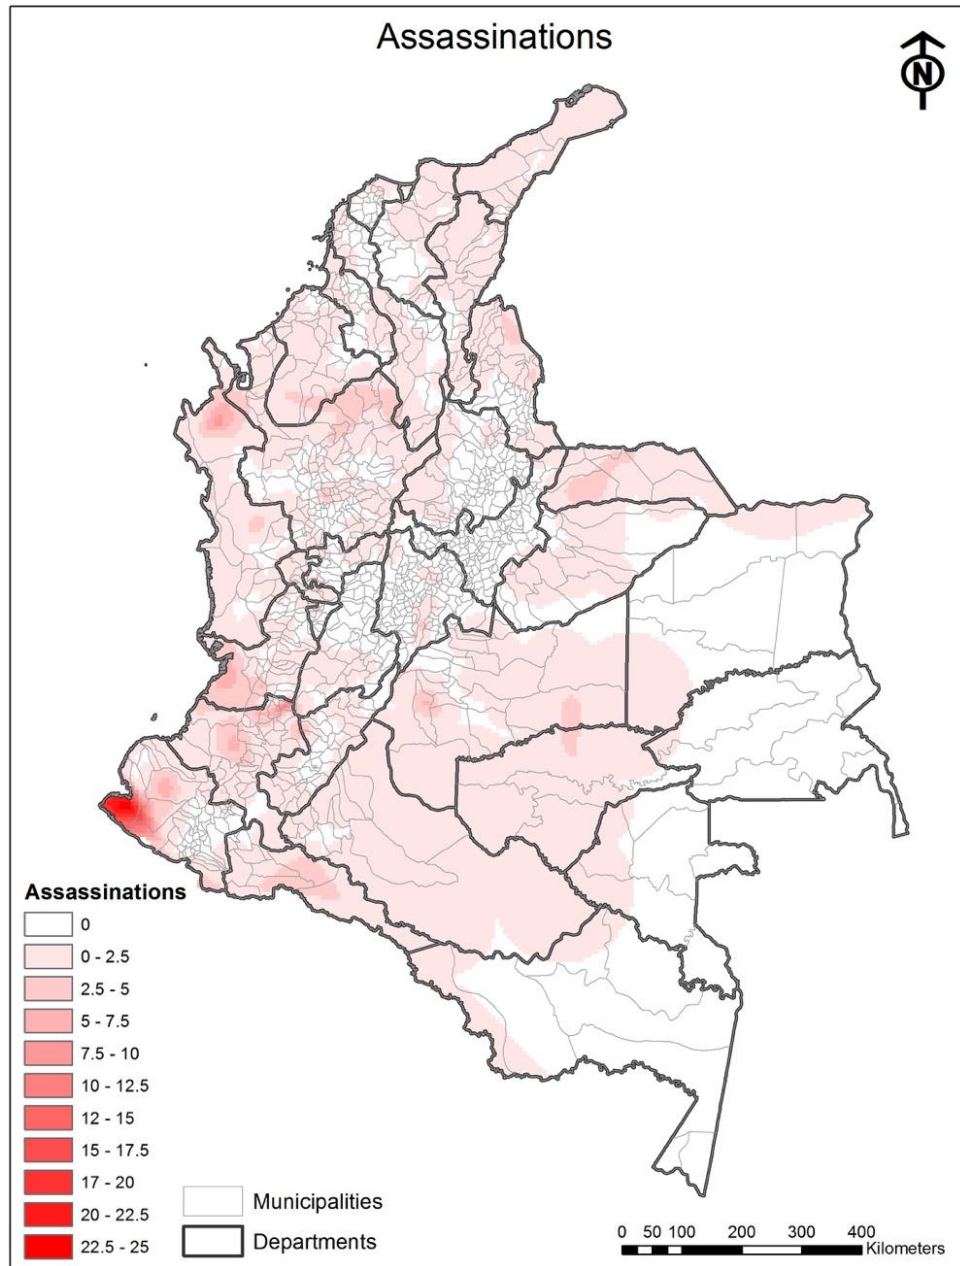 Assassinations
N
Assassinations
0
0 - 2.5
2.5 - 5
5 - 7.5
7.5 - 10
10 - 12.5
12 - 15
15 - 17.5
17 - 20
20 - 22.5
22.5 - 25
Municipalities
Departments
0 50 100 200 300 400
Kilometers